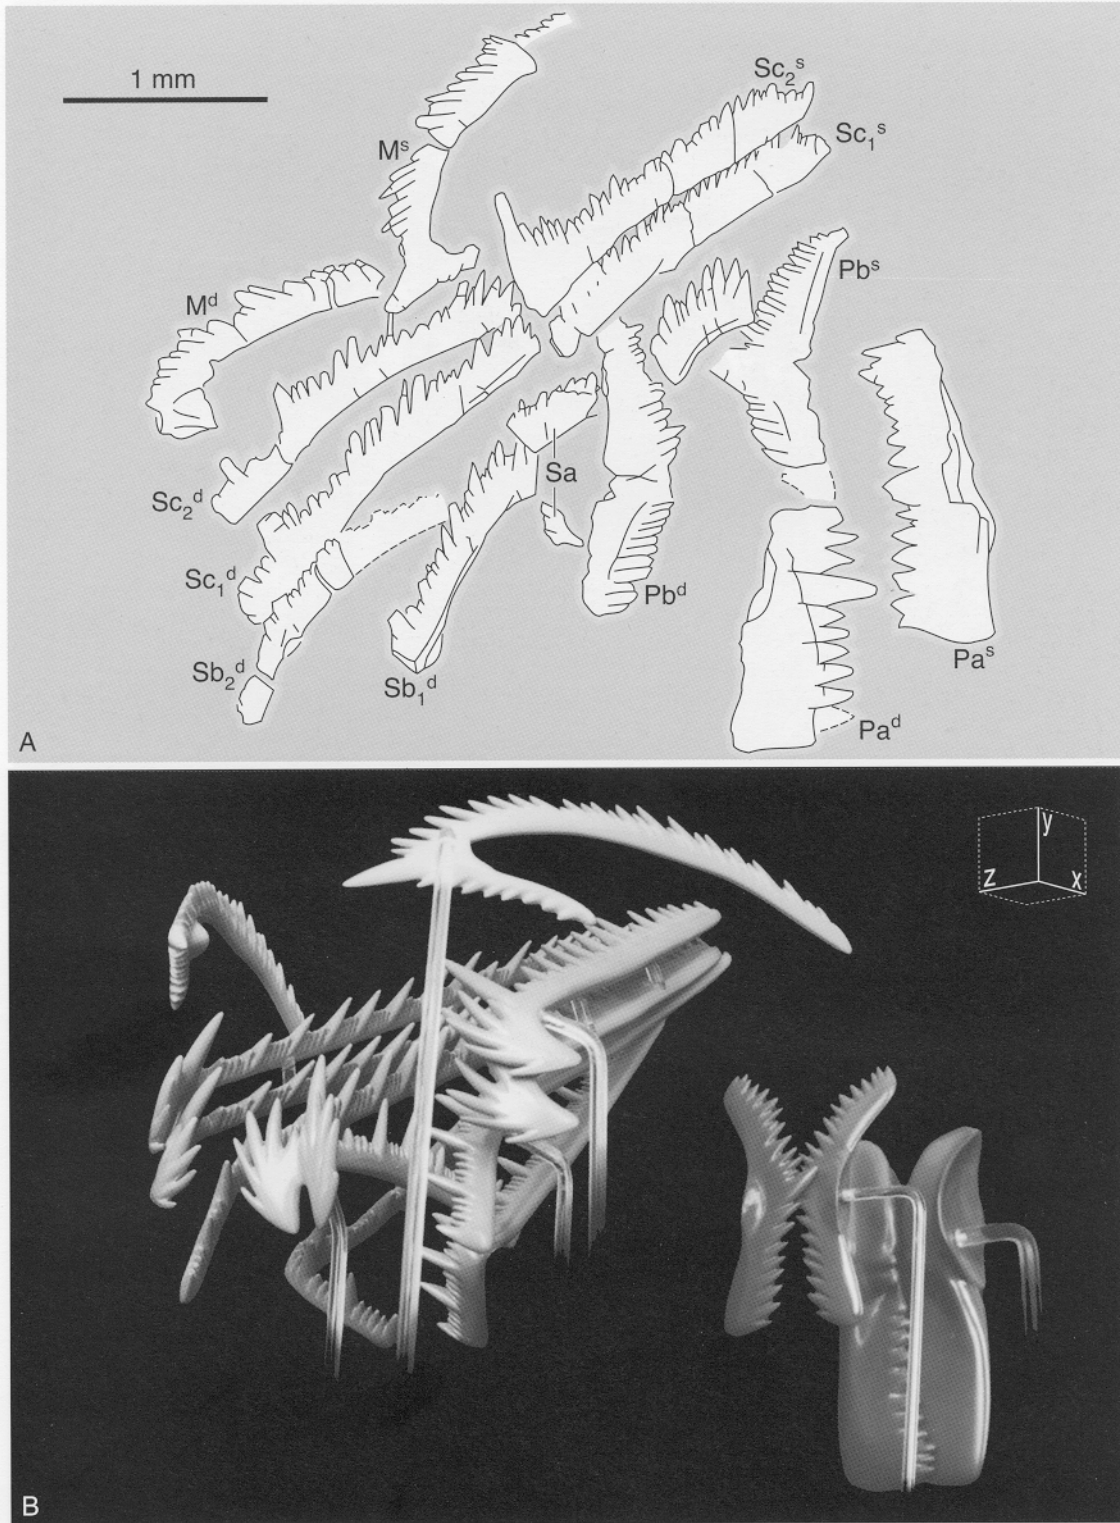 1 mm
Sc₂ˢ
Sc₁ˢ
Mˢ
Pbˢ
Mᵈ
Sc₂ᵈ
Sa
Sc₁ᵈ
Pbᵈ
Paˢ
Sb₂ᵈ
Sb₁ᵈ
Paᵈ
A
y
z x
B